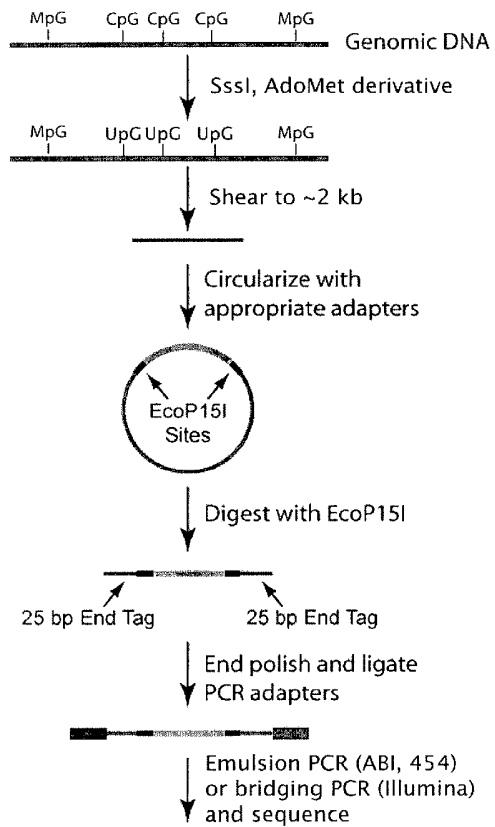 MpG CpG CpG CpG MpG
Genomic DNA
SssI, AdoMet derivative
MpG UpG UpG UpG MpG
Shear to ~2 kb
Circularize with
appropriate adapters
EcoP15I
Sites
Digest with EcoP15I
25 bp End Tag 25 bp End Tag
End polish and ligate
PCR adapters
Emulsion PCR (ABI, 454)
or bridging PCR (Illumina)
and sequence